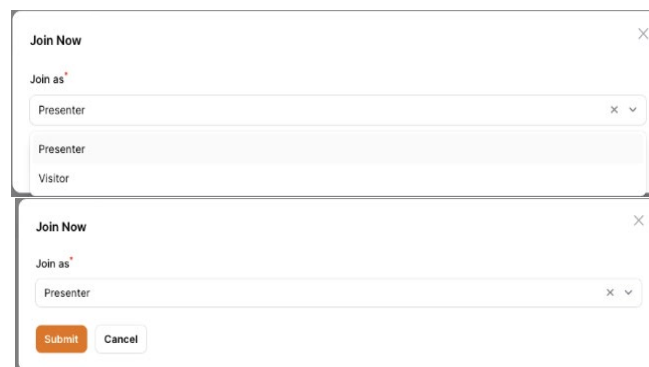 Join Now
Join as*
Presenter
Presenter
Visitor
Join Now
Join as*
Presenter
Submit Cancel